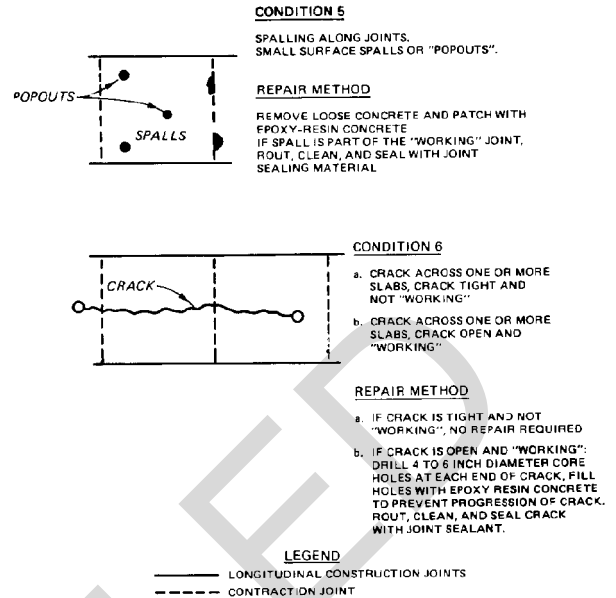 CONDITION 5
SPALLING ALONG JOINTS.
SMALL SURFACE SPALLS OR "POPOUTS".
REPAIR METHOD
REMOVE LOOSE CONCRETE AND PATCH WITH
EPOXY-RESIN CONCRETE
IF SPALL IS PART OF THE "WORKING" JOINT,
ROUT, CLEAN, AND SEAL WITH JOINT
SEALING MATERIAL
POPOUTS
SPALLS
CONDITION 6
a. CRACK ACROSS ONE OR MORE
SLABS, CRACK TIGHT AND
NOT "WORKING"
b. CRACK ACROSS ONE OR MORE
SLABS, CRACK OPEN AND
"WORKING"
CRACK
REPAIR METHOD
a. IF CRACK IS TIGHT AND NOT
"WORKING", NO REPAIR REQUIRED
b. IF CRACK IS OPEN AND "WORKING":
DRILL 4 TO 6 INCH DIAMETER CORE
HOLES AT EACH END OF CRACK, FILL
HOLES WITH EPOXY RESIN CONCRETE
TO PREVENT PROGRESSION OF CRACK.
ROUT, CLEAN, AND SEAL CRACK
WITH JOINT SEALANT.
LEGEND
LONGITUDINAL CONSTRUCTION JOINTS
CONTRACTION JOINT